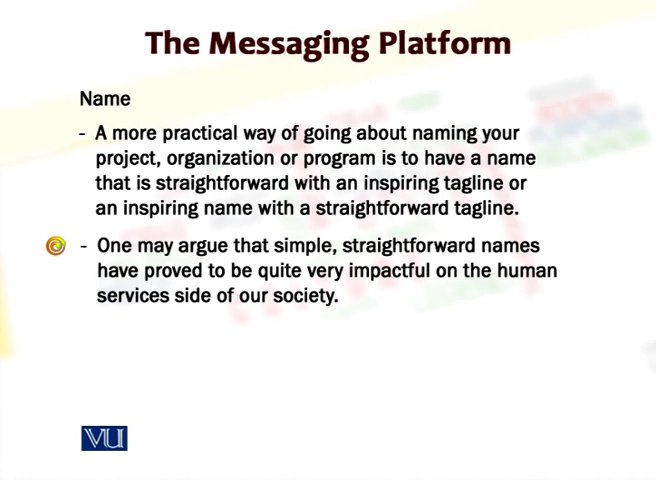 The Messaging Platform
Name
- A more practical way of going about naming your
project, organization or program is to have a name
that is straightforward with an inspiring tagline or
an inspiring name with a straightforward tagline.
- One may argue that simple, straightforward names
have proved to be quite very impactful on the human
services side of our society.
VU